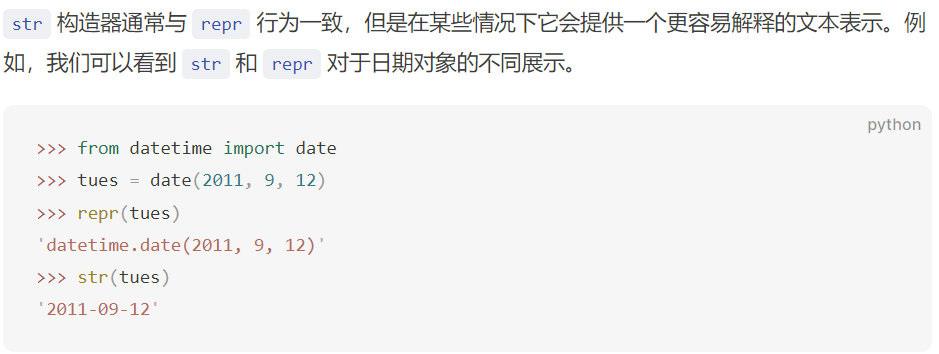 str 构造器通常与 repr 行为一致，但是在某些情况下它会提供一个更容易解释的文本表示。例
如，我们可以看到 str 和 repr 对于日期对象的不同展示。
python
>>> from datetime import date
>>> tues = date(2011, 9, 12)
>>> repr(tues)
'datetime.date(2011, 9, 12)'
>>> str(tues)
'2011-09-12'